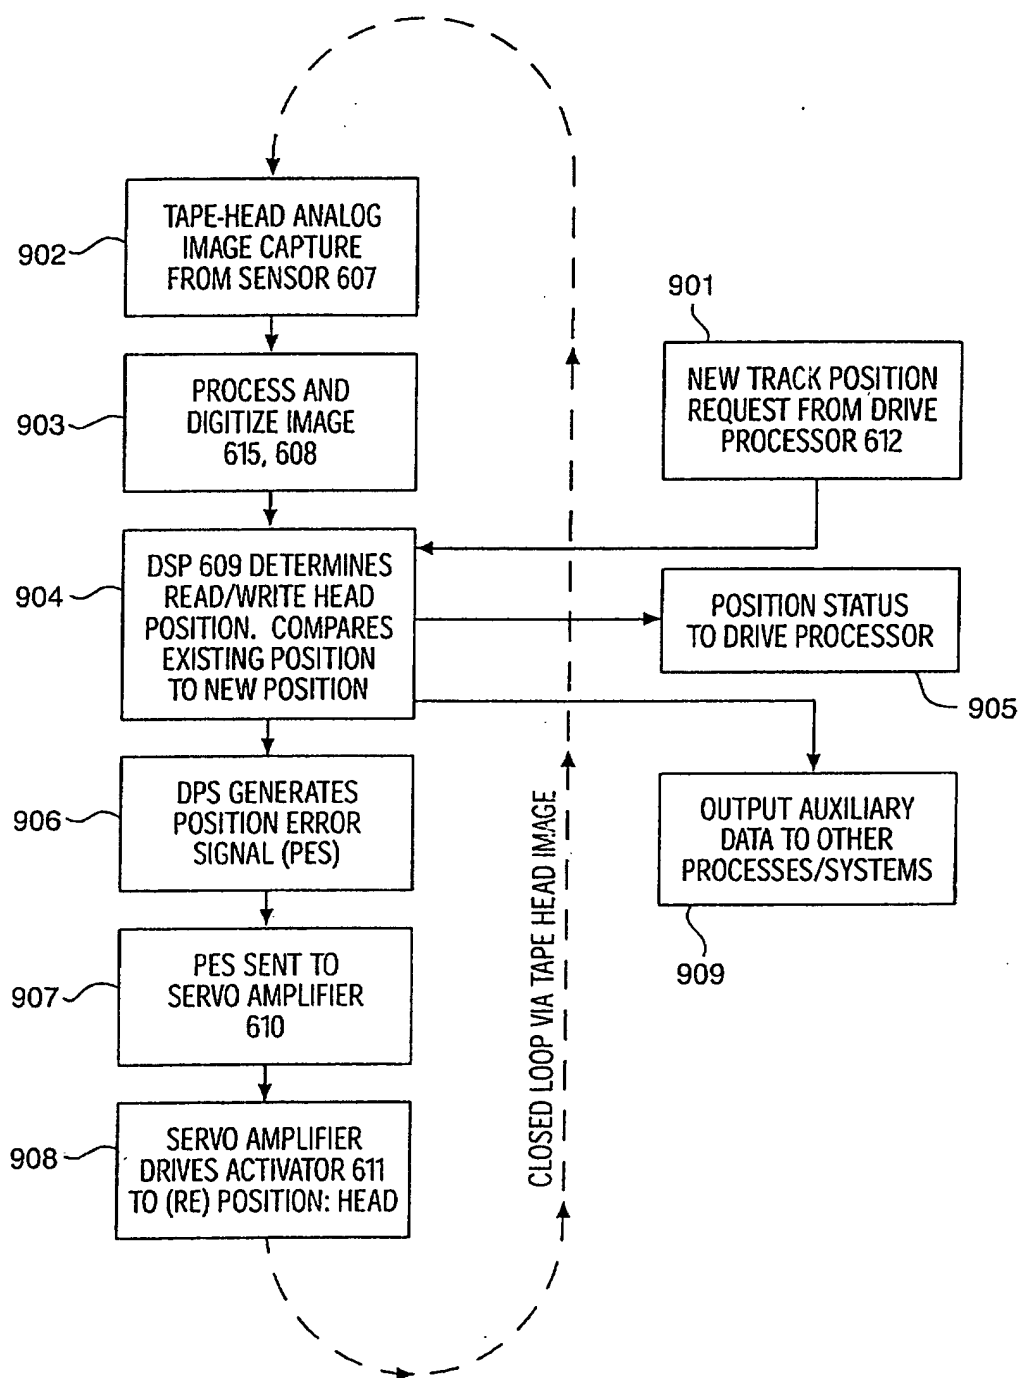 902
TAPE-HEAD ANALOG
IMAGE CAPTURE
FROM SENSOR 607
901
NEW TRACK POSITION
REQUEST FROM DRIVE
PROCESSOR 612
903
PROCESS AND
DIGITIZE IMAGE
615, 608
904
DSP 609 DETERMINES
READ/WRITE HEAD
POSITION. COMPARES
EXISTING POSITION
TO NEW POSITION
POSITION STATUS
TO DRIVE PROCESSOR
905
906
DPS GENERATES
POSITION ERROR
SIGNAL (PES)
OUTPUT AUXILIARY
DATA TO OTHER
PROCESSES/SYSTEMS
909
907
PES SENT TO
SERVO AMPLIFIER
610
908
SERVO AMPLIFIER
DRIVES ACTIVATOR 611
TO (RE) POSITION: HEAD
CLOSED LOOP VIA TAPE HEAD IMAGE